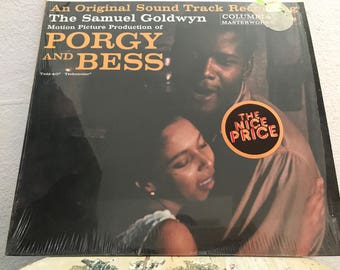 An Original Sound Track Recording
The Samuel Goldwyn
COLUMBIA
MASTERWORKS
Motion Picture Production of
PORGY
AND BESS
THE
NICE
PRICE